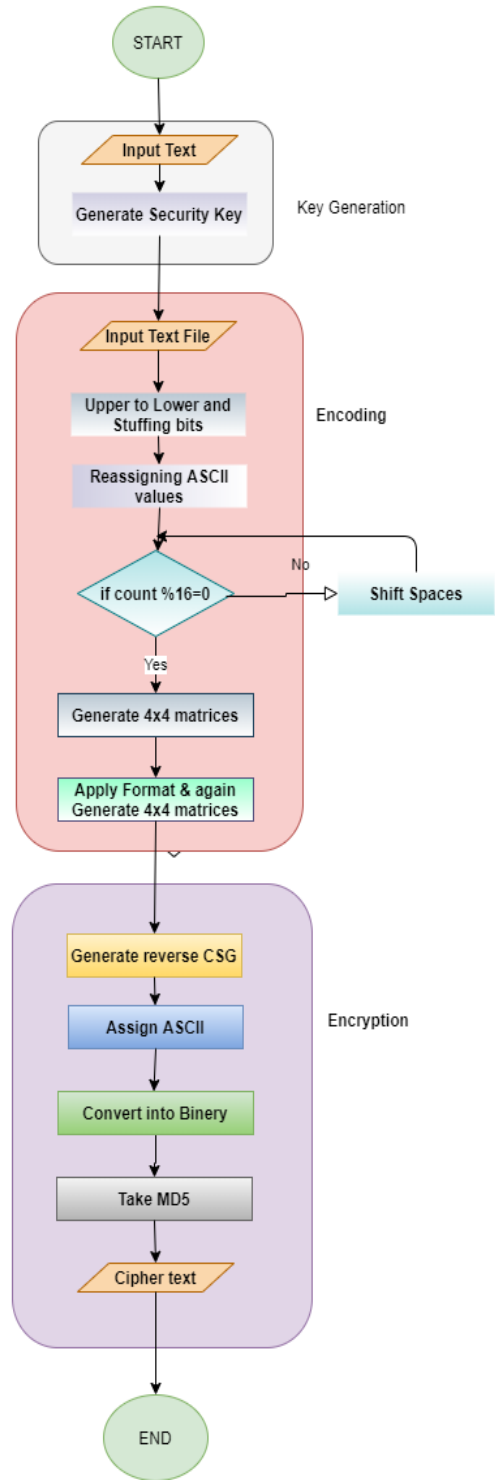 START
Input Text
Generate Security Key
Key Generation
Input Text File
Upper to Lower and
Stuffing bits
Encoding
Reassigning ASCII
values
No
if count %16=0
Shift Spaces
Yes
Generate 4x4 matrices
Apply Format & again
Generate 4x4 matrices
Generate reverse CSG
Assign ASCII
Encryption
Convert into Binery
Take MD5
Cipher text
END